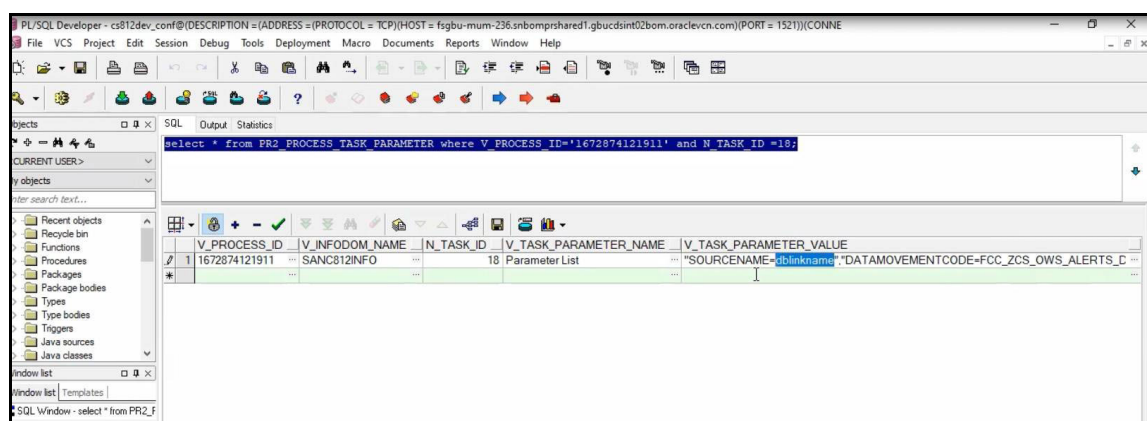 PL/SQL Developer - cs812dev_conf@(DESCRIPTION =(ADDRESS =(PROTOCOL = TCP)(HOST = fsgbu-mum-236.snbomprshared1.gbucdsint02bom.oraclevcn.com)(PORT = 1521))(CONNE
File VCS Project Edit Session Debug Tools Deployment Macro Documents Reports Window Help
bjects
SQL Output Statistics
select * from PR2_PROCESS_TASK_PARAMETER where V_PROCESS_ID='1672874121911' and N_TASK_ID =18;
CURRENT USER>
y objects
nter search text...
Recent objects
Recycle bin
Functions
Procedures
Packages
Package bodies
Types
Type bodies
Triggers
Java sources
Java classes
V_PROCESS_ID V_INFODOM_NAME N_TASK_ID V_TASK_PARAMETER_NAME V_TASK_PARAMETER_VALUE
1 1672874121911 SANC812INFO 18 Parameter List "SOURCENAME=dblinkname","DATAMOVEMENTCODE=FCC_ZCS_OWS_ALERTS_D
indow list
Window list Templates
SQL Window - select * from PR2_F